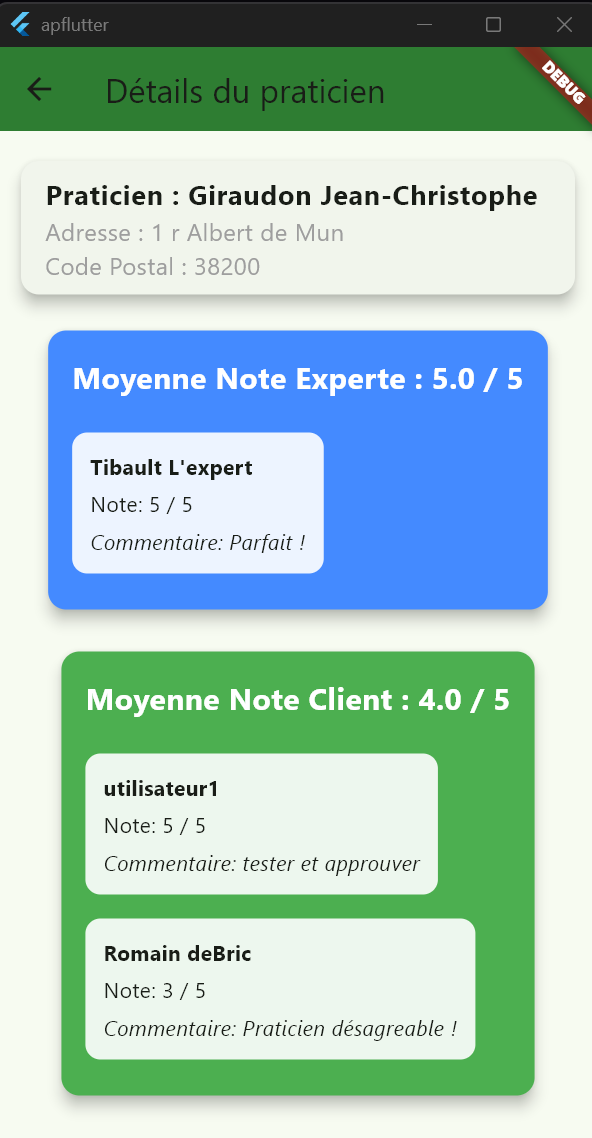 apflutter
Détails du praticien
DEBUG
Praticien : Giraudon Jean-Christophe
Adresse : 1 r Albert de Mun
Code Postal : 38200
Moyenne Note Experte : 5.0 / 5
Tibault L'expert
Note: 5 / 5
Commentaire: Parfait !
Moyenne Note Client : 4.0 / 5
utilisateur1
Note: 5 / 5
Commentaire: tester et approuver
Romain deBric
Note: 3 / 5
Commentaire: Praticien désagreable !